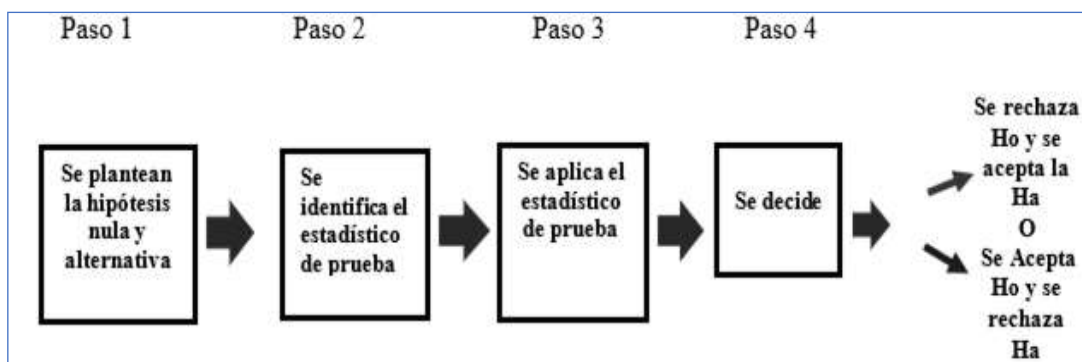 Paso 1
Paso 2
Paso 3
Paso 4
Se plantean
la hipótesis
nula y
alternativa
Se
identifica el
estadístico
de prueba
Se aplica el
estadístico
de prueba
Se decide
Se rechaza
Ho y se
acepta la
Ha
O
Se Acepta
Ho y se
rechaza
Ha